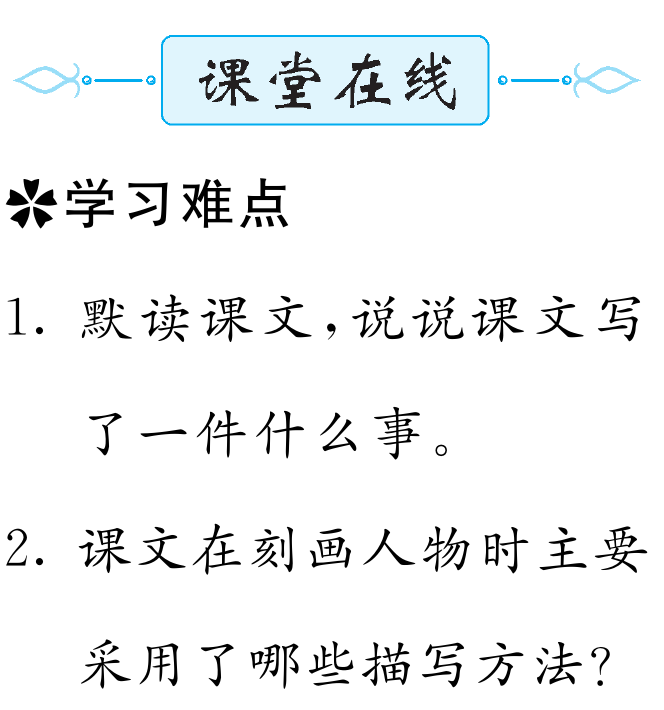 课堂在线
学习难点
1. 默读课文，说说课文写
了一件什么事。
2. 课文在刻画人物时主要
采用了哪些描写方法？